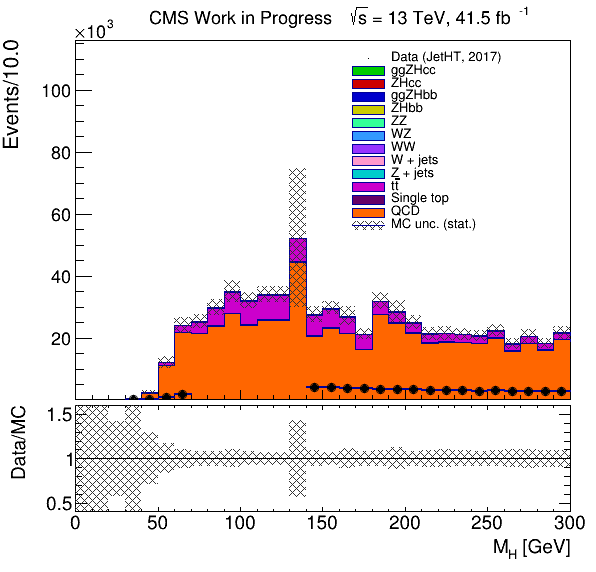 CMS Work in Progress √s = 13 TeV, 41.5 fb -1
×10³
Events/10.0
100
80
60
40
20
Data (JetHT, 2017)
ggZHcc
ZHcc
ggZHbb
ZHbb
ZZ
WZ
WW
W + jets
Z + jets
tt̄
Single top
QCD
MC unc. (stat.)
Data/MC
1.5
1
0.5
0 50 100 150 200 250 300
M_H [GeV]